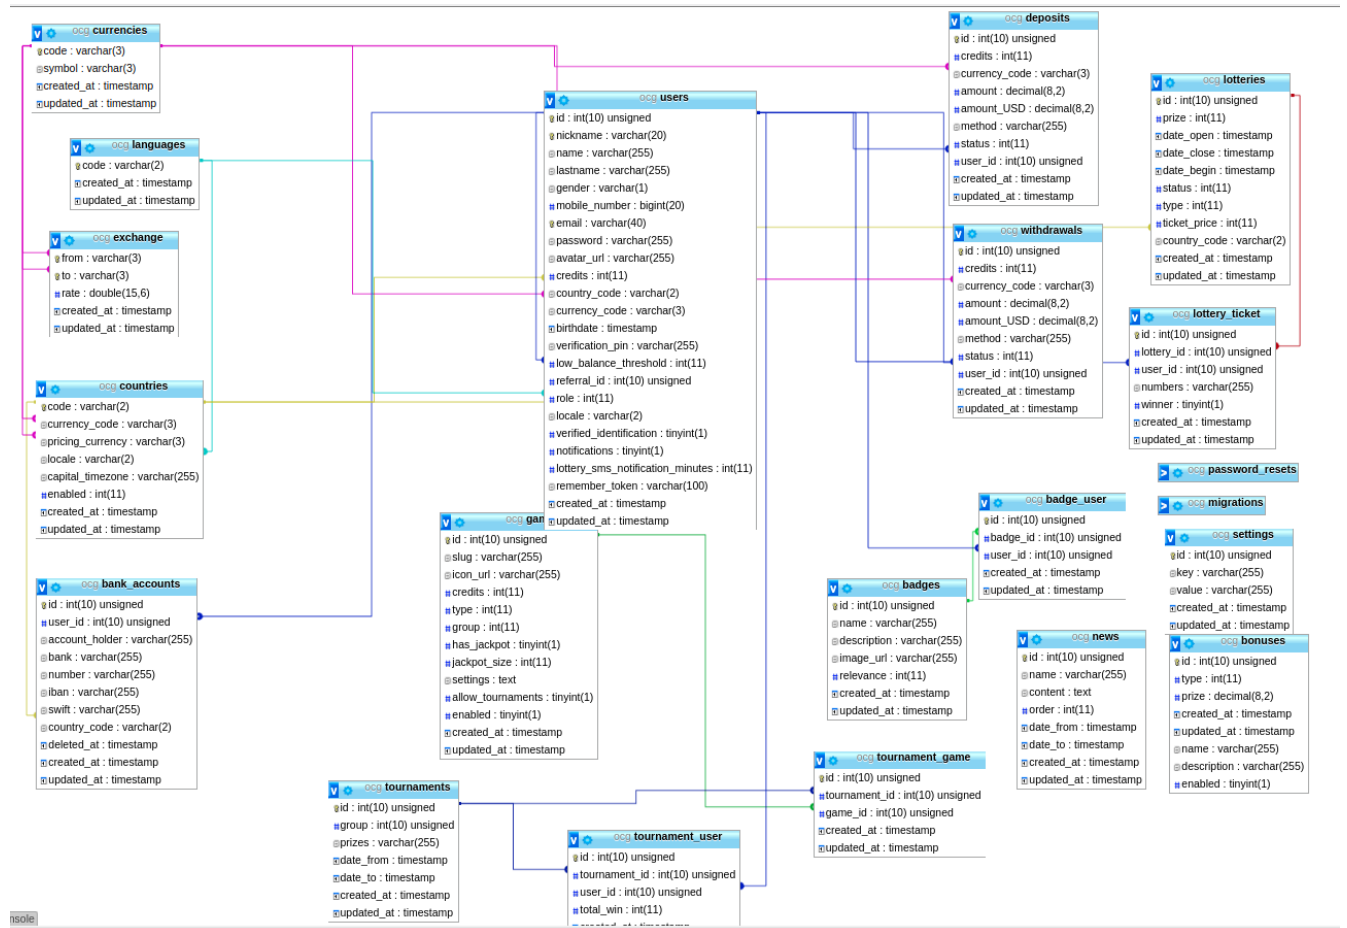 ocg currencies
code : varchar(3)
symbol : varchar(3)
created_at : timestamp
updated_at : timestamp
ocg languages
code : varchar(2)
created_at : timestamp
updated_at : timestamp
ocg exchange
from : varchar(3)
to : varchar(3)
rate : double(15,6)
created_at : timestamp
updated_at : timestamp
ocg countries
code : varchar(2)
currency_code : varchar(3)
pricing_currency : varchar(3)
locale : varchar(2)
capital_timezone : varchar(255)
enabled : int(11)
created_at : timestamp
updated_at : timestamp
ocg bank_accounts
id : int(10) unsigned
user_id : int(10) unsigned
account_holder : varchar(255)
bank : varchar(255)
number : varchar(255)
iban : varchar(255)
swift : varchar(255)
country_code : varchar(2)
deleted_at : timestamp
created_at : timestamp
updated_at : timestamp
ocg users
id : int(10) unsigned
nickname : varchar(20)
name : varchar(255)
lastname : varchar(255)
gender : varchar(1)
mobile_number : bigint(20)
email : varchar(40)
password : varchar(255)
avatar_url : varchar(255)
credits : int(11)
country_code : varchar(2)
currency_code : varchar(3)
birthdate : timestamp
verification_pin : varchar(255)
low_balance_threshold : int(11)
referral_id : int(10) unsigned
role : int(11)
locale : varchar(2)
verified_identification : tinyint(1)
notifications : tinyint(1)
lottery_sms_notification_minutes : int(11)
remember_token : varchar(100)
created_at : timestamp
updated_at : timestamp
ocg gan
id : int(10) unsigned
slug : varchar(255)
icon_url : varchar(255)
credits : int(11)
type : int(11)
group : int(11)
has_jackpot : tinyint(1)
jackpot_size : int(11)
settings : text
allow_tournaments : tinyint(1)
enabled : tinyint(1)
created_at : timestamp
updated_at : timestamp
ocg tournaments
id : int(10) unsigned
group : int(10) unsigned
prizes : varchar(255)
date_from : timestamp
date_to : timestamp
created_at : timestamp
updated_at : timestamp
ocg tournament_user
id : int(10) unsigned
tournament_id : int(10) unsigned
user_id : int(10) unsigned
total_win : int(11)
created_at : timestamp
ocg deposits
id : int(10) unsigned
credits : int(11)
currency_code : varchar(3)
amount : decimal(8,2)
amount_USD : decimal(8,2)
method : varchar(255)
status : int(11)
user_id : int(10) unsigned
created_at : timestamp
updated_at : timestamp
ocg withdrawals
id : int(10) unsigned
credits : int(11)
currency_code : varchar(3)
amount : decimal(8,2)
amount_USD : decimal(8,2)
method : varchar(255)
status : int(11)
user_id : int(10) unsigned
created_at : timestamp
updated_at : timestamp
ocg lotteries
id : int(10) unsigned
prize : int(11)
date_open : timestamp
date_close : timestamp
date_begin : timestamp
status : int(11)
type : int(11)
ticket_price : int(11)
country_code : varchar(2)
created_at : timestamp
updated_at : timestamp
ocg lottery_ticket
id : int(10) unsigned
lottery_id : int(10) unsigned
user_id : int(10) unsigned
numbers : varchar(255)
winner : tinyint(1)
created_at : timestamp
updated_at : timestamp
ocg password_resets
ocg migrations
ocg badge_user
id : int(10) unsigned
badge_id : int(10) unsigned
user_id : int(10) unsigned
created_at : timestamp
updated_at : timestamp
ocg settings
id : int(10) unsigned
key : varchar(255)
value : varchar(255)
created_at : timestamp
updated_at : timestamp
ocg badges
id : int(10) unsigned
name : varchar(255)
description : varchar(255)
image_url : varchar(255)
relevance : int(11)
created_at : timestamp
updated_at : timestamp
ocg news
id : int(10) unsigned
name : varchar(255)
content : text
order : int(11)
date_from : timestamp
date_to : timestamp
created_at : timestamp
updated_at : timestamp
ocg bonuses
id : int(10) unsigned
type : int(11)
prize : decimal(8,2)
created_at : timestamp
updated_at : timestamp
name : varchar(255)
description : varchar(255)
enabled : tinyint(1)
ocg tournament_game
id : int(10) unsigned
tournament_id : int(10) unsigned
game_id : int(10) unsigned
created_at : timestamp
updated_at : timestamp
nsole